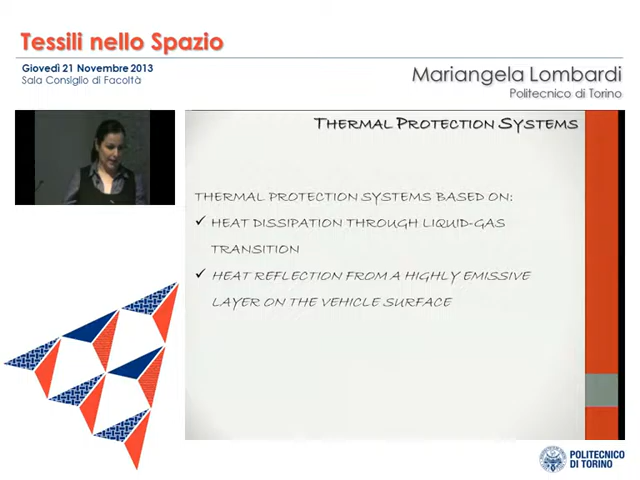 Tessili nello Spazio
Giovedì 21 Novembre 2013
Sala Consiglio di Facoltà
Mariangela Lombardi
Politecnico di Torino
THERMAL PROTECTION SYSTEMS
THERMAL PROTECTION SYSTEMS BASED ON:
✓ HEAT DISSIPATION THROUGH LIQUID-GAS
TRANSITION
✓ HEAT REFLECTION FROM A HIGHLY EMISSIVE
LAYER ON THE VEHICLE SURFACE
POLITECNICO
DI TORINO